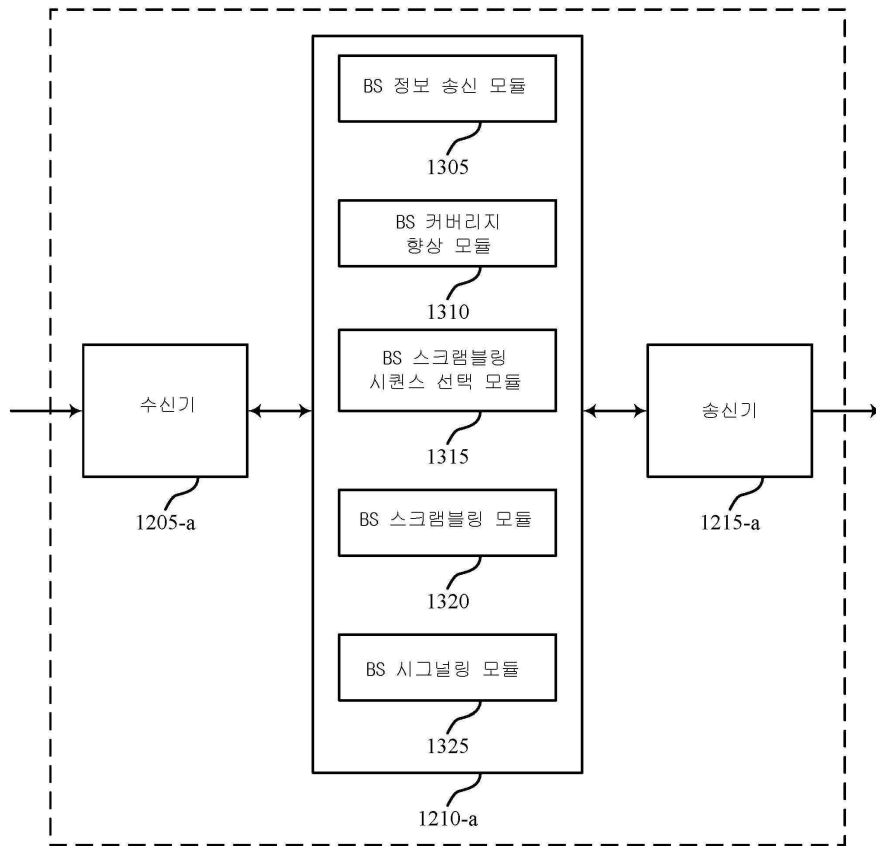 BS 정보 송신 모듈
1305
BS 커버리지
향상 모듈
1310
BS 스크램블링
시퀀스 선택 모듈
1315
수신기
1205-a
송신기
1215-a
BS 스크램블링 모듈
1320
BS 시그널링 모듈
1325
1210-a